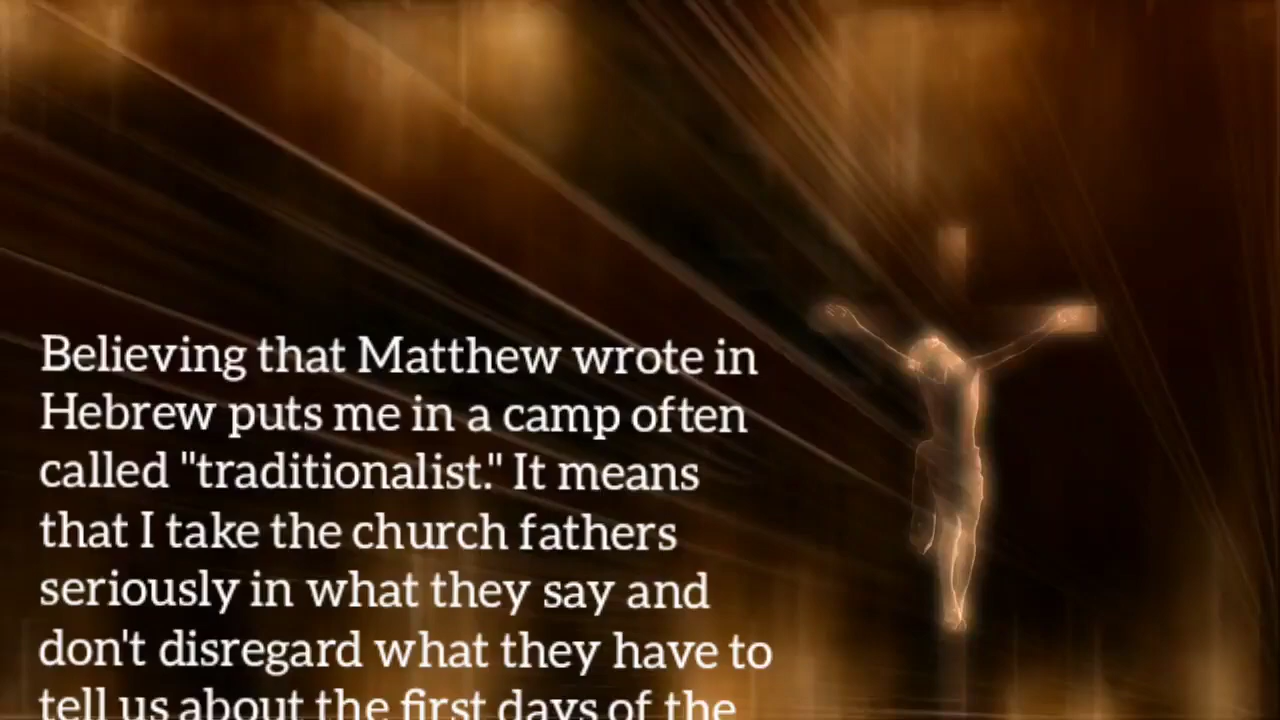 Believing that Matthew wrote in
Hebrew puts me in a camp often
called "traditionalist." It means
that I take the church fathers
seriously in what they say and
don't disregard what they have to
tell us about the first days of the